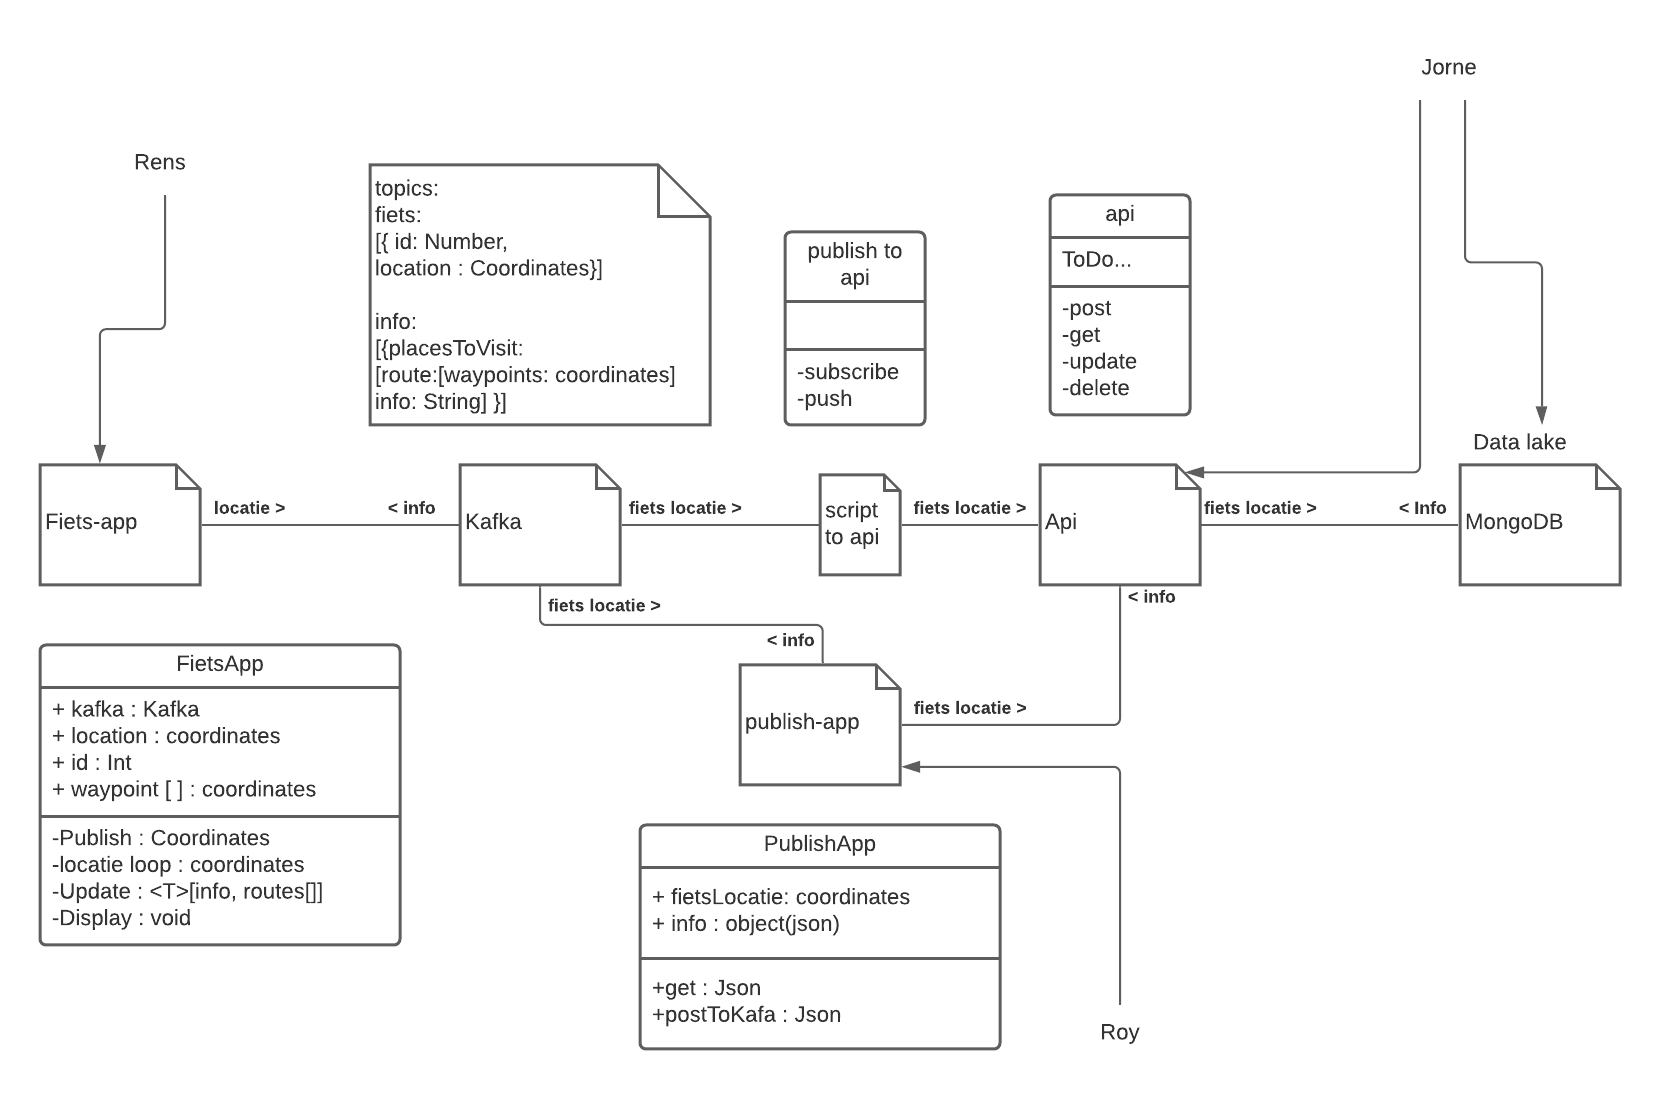 Jorne
Rens
topics:
fiets:
[{ id: Number,
location : Coordinates}]
info:
[{placesToVisit:
[route:[waypoints: coordinates]
info: String] }]
publish to
api
-subscribe
-push
api
ToDo...
-post
-get
-update
-delete
Data lake
Fiets-app
locatie >
< info
Kafka
fiets locatie >
script
to api
fiets locatie >
Api
fiets locatie >
< Info
MongoDB
fiets locatie >
< info
< info
publish-app
fiets locatie >
FietsApp
+ kafka : Kafka
+ location : coordinates
+ id : Int
+ waypoint [ ] : coordinates
-Publish : Coordinates
-locatie loop : coordinates
-Update : <T>[info, routes[]]
-Display : void
PublishApp
+ fietsLocatie: coordinates
+ info : object(json)
+get : Json
+postToKafa : Json
Roy